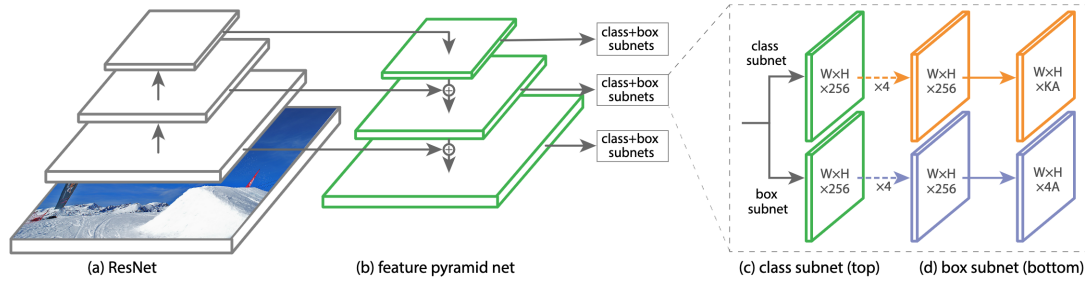 class+box
subnets
class+box
subnets
class+box
subnets
class
subnet
W×H
×256
×4
W×H
×256
W×H
×KA
W×H
×256
×4
W×H
×256
W×H
×4A
box
subnet
(a) ResNet
(b) feature pyramid net
(c) class subnet (top)
(d) box subnet (bottom)